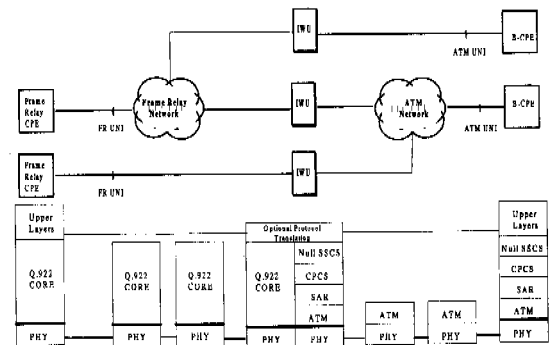 IWU
ATM UNI
B-CPE
Frame
Relay
CPE
FR UNI
Frame Relay
Network
IWU
ATM
Network
ATM UNI
B-CPE
Frame
Relay
CPE
FR UNI
IWU
Upper
Layers
Q.922
CORE
PHY
Q.922
CORE
PHY
Q.922
CORE
PHY
Optional Protocol
Translating
Q.922
CORE
PHY
Null SSCS
CPCS
SAR
ATM
PHY
ATM
PHY
ATM
PHY
Upper
Layers
Null SSCS
CPCS
SAR
ATM
PHY